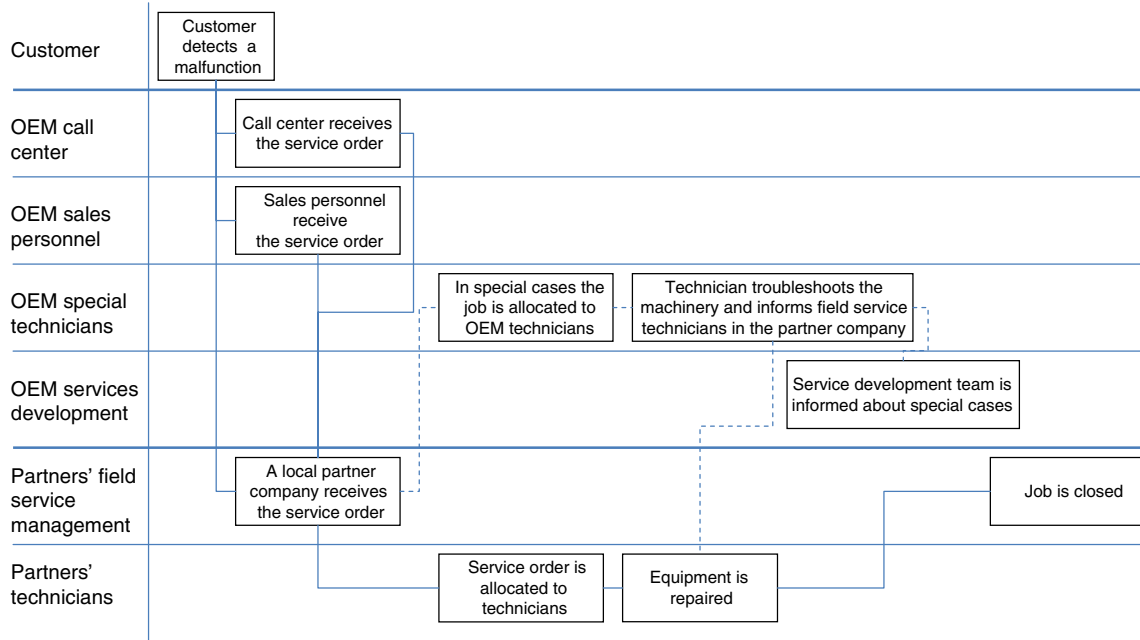 Customer
Customer
detects a
malfunction
OEM call
center
Call center receives
the service order
OEM sales
personnel
Sales personnel
receive
the service order
OEM special
technicians
In special cases the
job is allocated to
OEM technicians
Technician troubleshoots the
machinery and informs field service
technicians in the partner company
OEM services
development
Service development team is
informed about special cases
Partners’ field
service
management
A local partner
company receives
the service order
Job is closed
Partners’
technicians
Service order is
allocated to
technicians
Equipment is
repaired